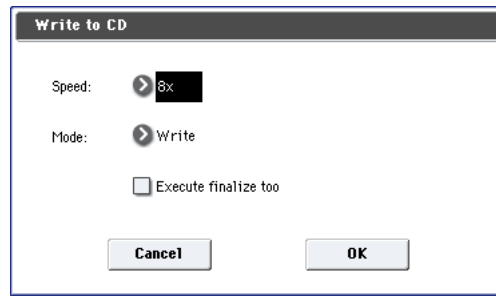 Write to CD
Speed: 8x
Mode: Write
Execute finalize too
Cancel OK